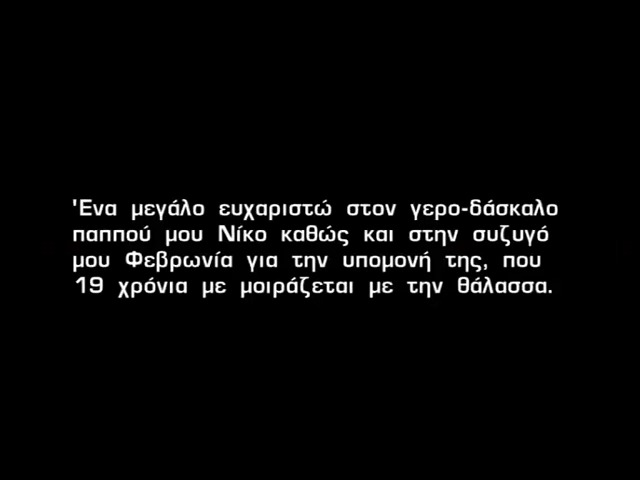 'Ενα μεγάλο ευχαριστώ στον γερο-δάσκαλο
παππού μου Νίκο καθώς και στην συζυγό
μου Φεβρωνία για την υπομονή της, που
19 χρόνια με μοιράζεται με την θάλασσα.